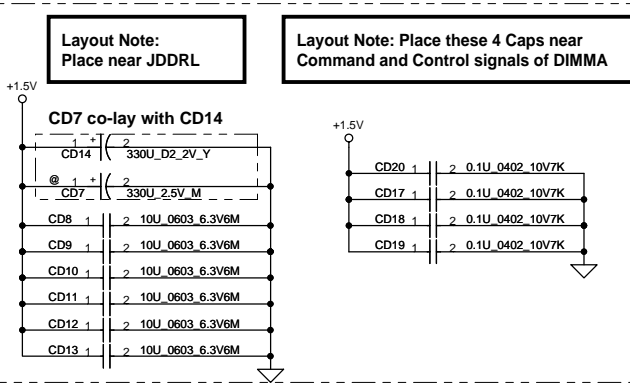 Layout Note:
Place near JDDRL
Layout Note: Place these 4 Caps near
Command and Control signals of DIMMA
+1.5V
CD7 co-lay with CD14
1 + 2
CD14 330U_D2_2V_Y
@ 1 + 2
CD7 330U_2.5V_M
CD8 1 2 10U_0603_6.3V6M
CD9 1 2 10U_0603_6.3V6M
CD10 1 2 10U_0603_6.3V6M
CD11 1 2 10U_0603_6.3V6M
CD12 1 2 10U_0603_6.3V6M
CD13 1 2 10U_0603_6.3V6M
+1.5V
CD20 1 2 0.1U_0402_10V7K
CD17 1 2 0.1U_0402_10V7K
CD18 1 2 0.1U_0402_10V7K
CD19 1 2 0.1U_0402_10V7K